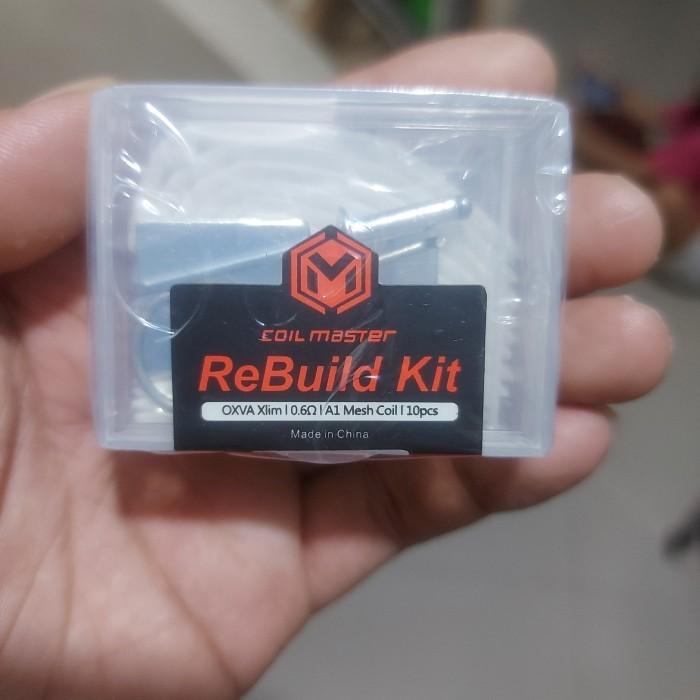 COIL MASTER
ReBuild Kit
OXVA Xlim | 0.6Ω | A1 Mesh Coil | 10pcs
Made in China